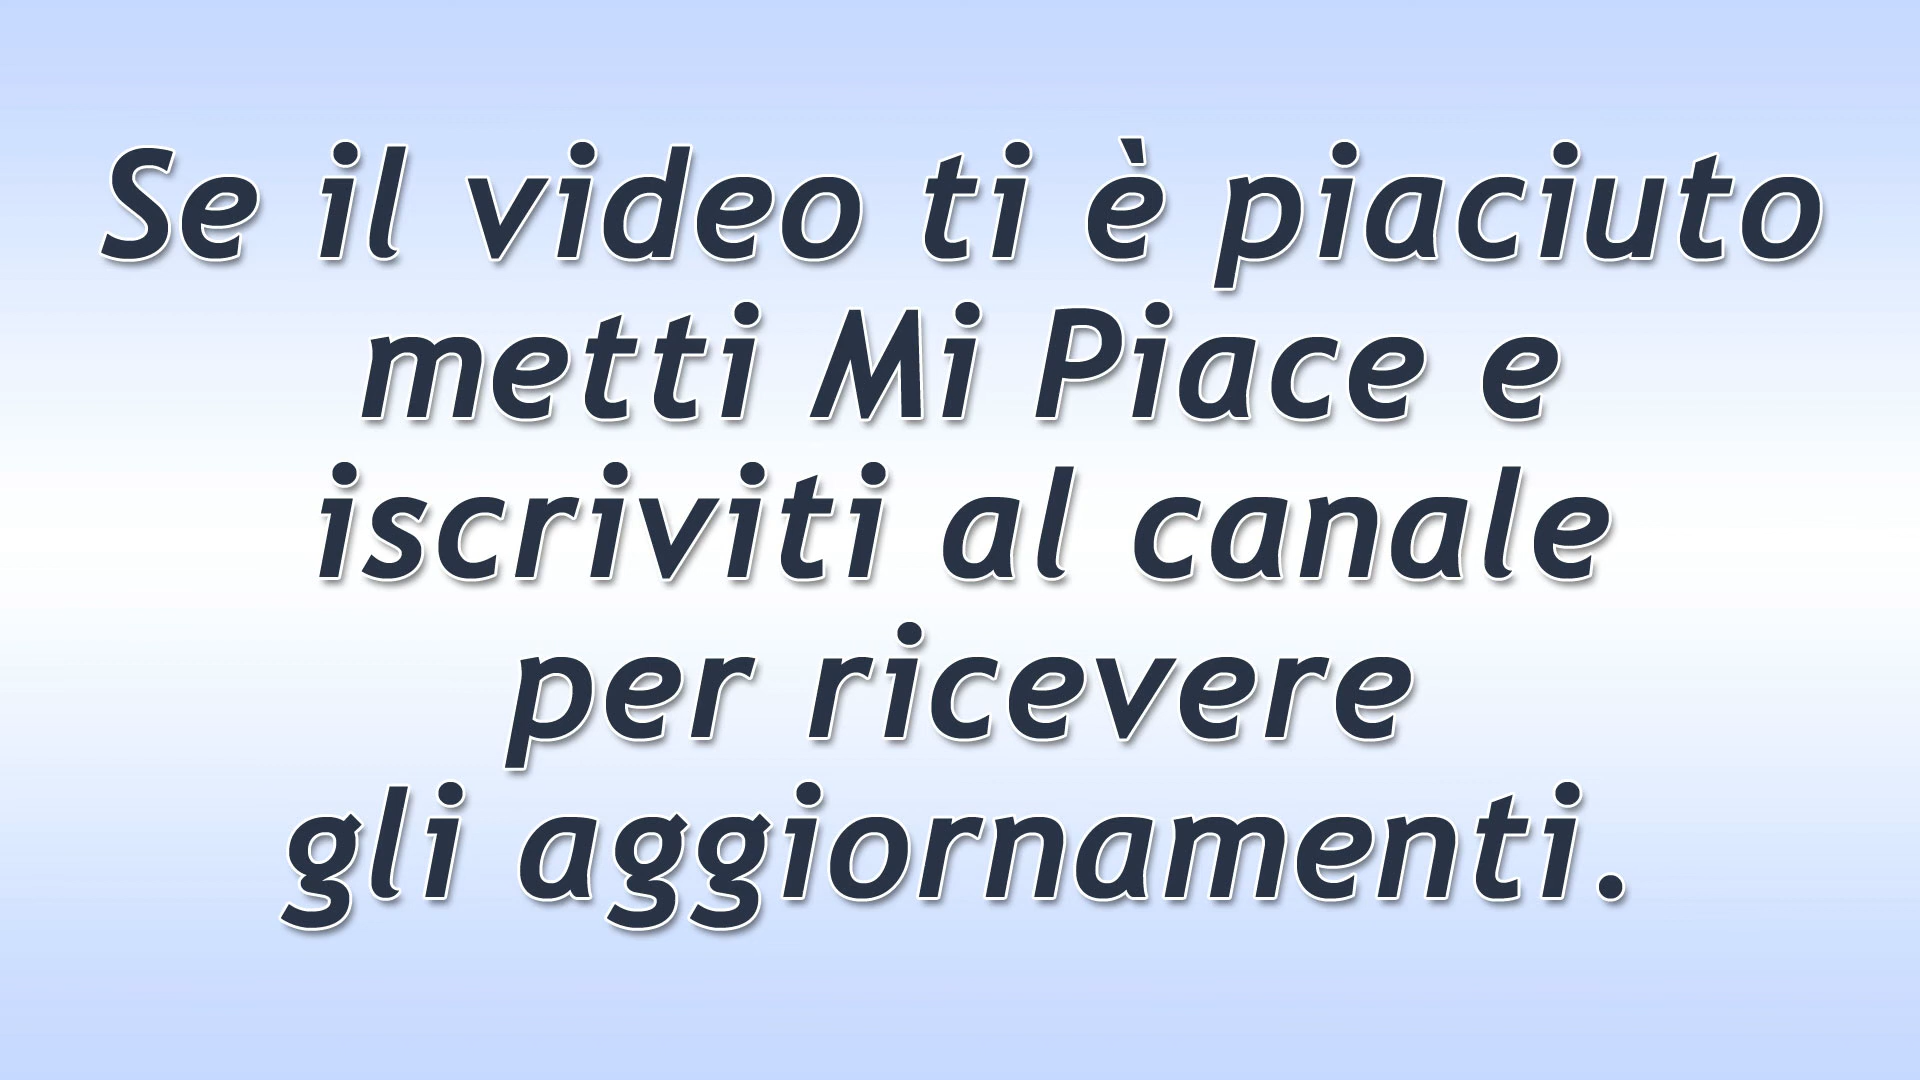 Se il video ti è piaciuto
metti Mi Piace e
iscriviti al canale
per ricevere
gli aggiornamenti.